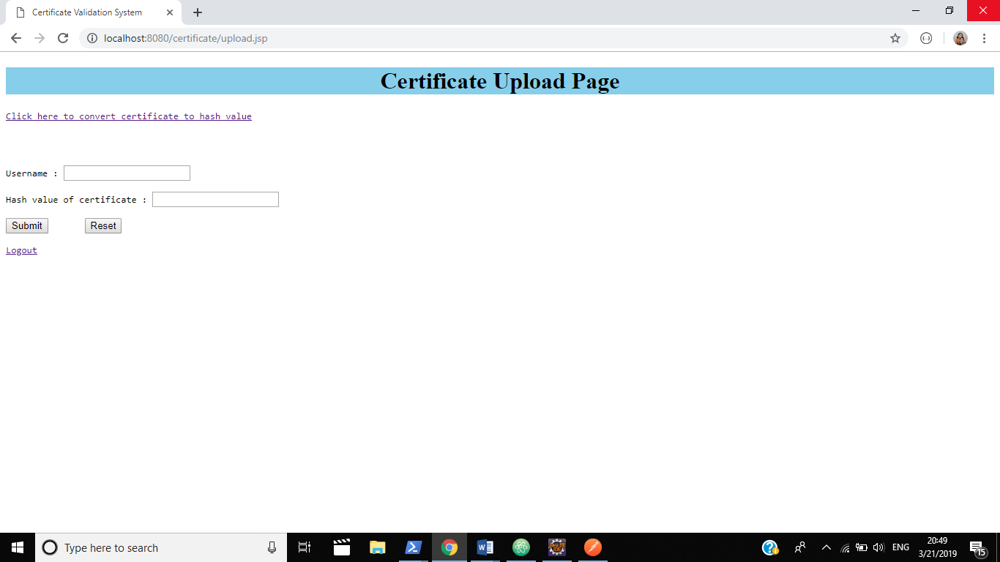 Certificate Validation System
localhost:8080/certificate/upload.jsp
Certificate Upload Page
Click here to convert certificate to hash value
Username :
Hash value of certificate :
Submit Reset
Logout
Type here to search
ENG
20:49
3/21/2019
15